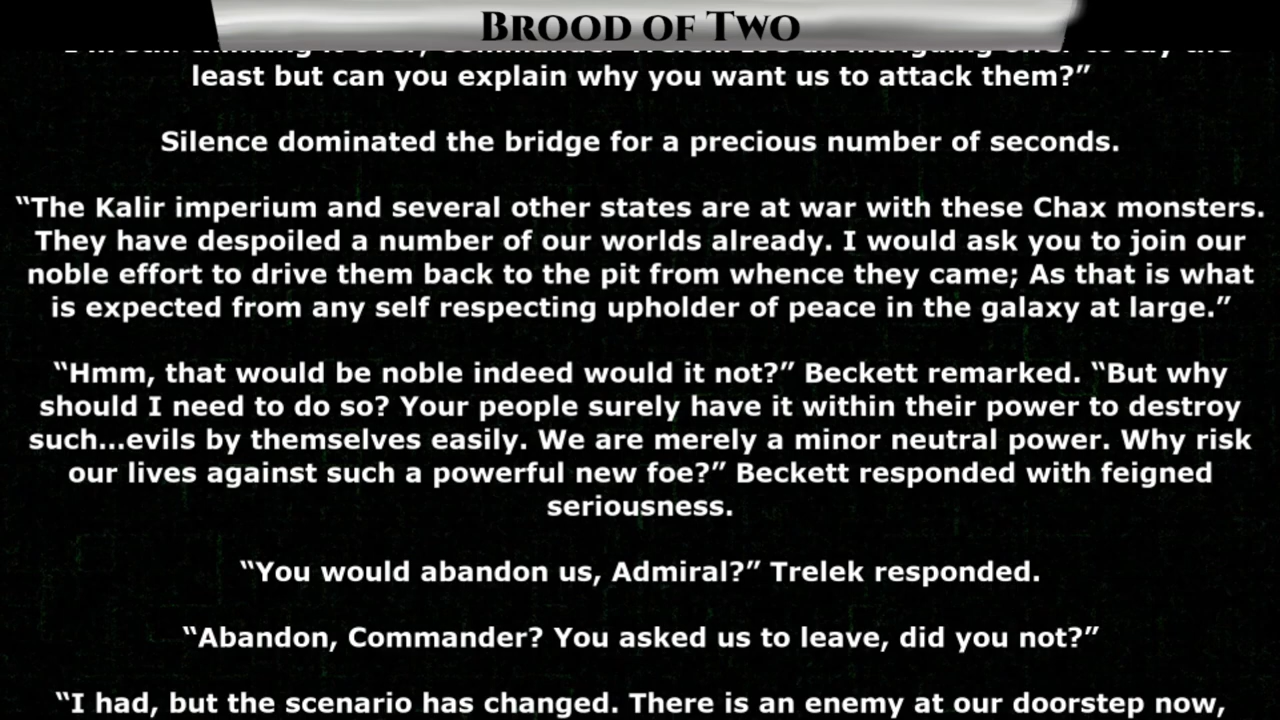 Brood of Two
least but can you explain why you want us to attack them?”
Silence dominated the bridge for a precious number of seconds.
“The Kalir imperium and several other states are at war with these Chax monsters.
They have despoiled a number of our worlds already. I would ask you to join our
noble effort to drive them back to the pit from whence they came; As that is what
is expected from any self respecting upholder of peace in the galaxy at large.”
“Hmm, that would be noble indeed would it not?” Beckett remarked. “But why
should I need to do so? Your people surely have it within their power to destroy
such...evils by themselves easily. We are merely a minor neutral power. Why risk
our lives against such a powerful new foe?” Beckett responded with feigned
seriousness.
“You would abandon us, Admiral?” Trelek responded.
“Abandon, Commander? You asked us to leave, did you not?”
“I had, but the scenario has changed. There is an enemy at our doorstep now,